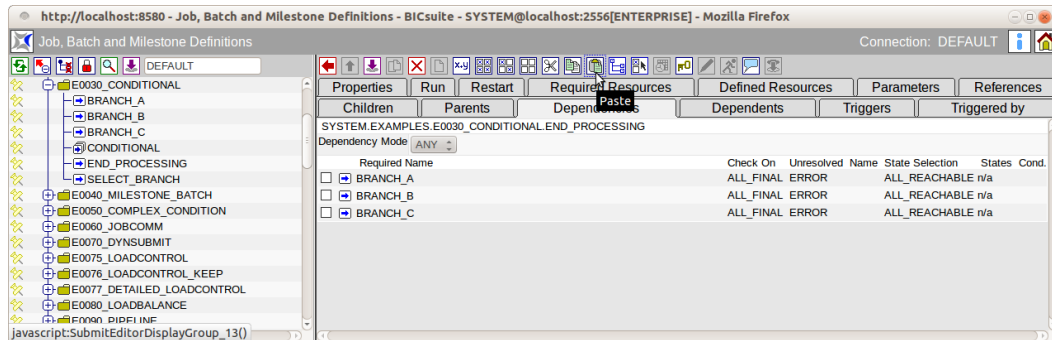 http://localhost:8580 - Job, Batch and Milestone Definitions - BICsuite - SYSTEM@localhost:2556[ENTERPRISE] - Mozilla Firefox
Job, Batch and Milestone Definitions
Connection: DEFAULT
DEFAULT
E0030_CONDITIONAL
BRANCH_A
BRANCH_B
BRANCH_C
CONDITIONAL
END_PROCESSING
SELECT_BRANCH
E0040_MILESTONE_BATCH
E0050_COMPLEX_CONDITION
E0060_JOBCOMM
E0070_DYNSUBMIT
E0075_LOADCONTROL
E0076_LOADCONTROL_KEEP
E0077_DETAILED_LOADCONTROL
E0080_LOADBALANCE
E0090_PIPELINE
javascript:SubmitEditorDisplayGroup_13()
Properties Run Restart Required Resources Defined Resources Parameters References
Paste
Children Parents Dependencies Dependents Triggers Triggered by
SYSTEM.EXAMPLES.E0030_CONDITIONAL.END_PROCESSING
Dependency Mode ANY
Required Name Check On Unresolved Name State Selection States Cond.
BRANCH_A ALL_FINAL ERROR ALL_REACHABLE n/a
BRANCH_B ALL_FINAL ERROR ALL_REACHABLE n/a
BRANCH_C ALL_FINAL ERROR ALL_REACHABLE n/a